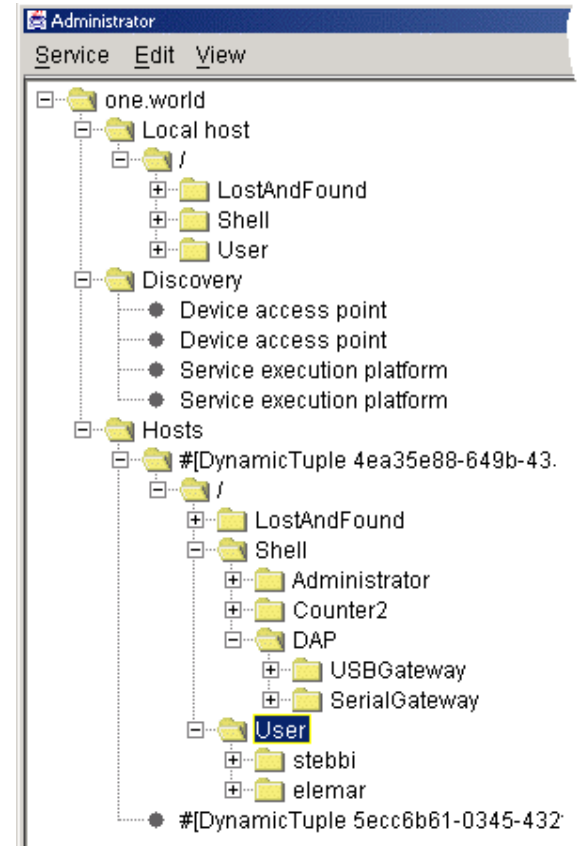 Administrator
Service Edit View
one.world
Local host
/
LostAndFound
Shell
User
Discovery
Device access point
Device access point
Service execution platform
Service execution platform
Hosts
#[DynamicTuple 4ea35e88-649b-43.
/
LostAndFound
Shell
Administrator
Counter2
DAP
USBGateway
SerialGateway
User
stebbi
elemar
#[DynamicTuple 5ecc6b61-0345-432